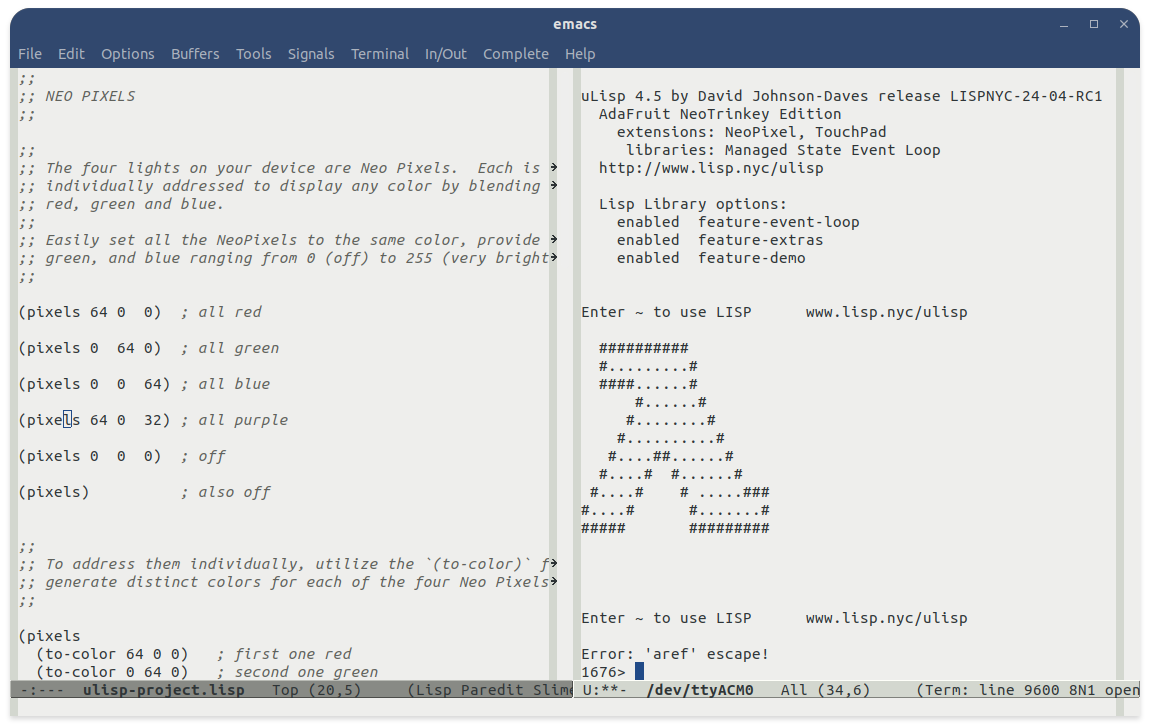 emacs
File Edit Options Buffers Tools Signals Terminal In/Out Complete Help
;;
;; NEO PIXELS
;;
;;
;; The four lights on your device are Neo Pixels.  Each is
;; individually addressed to display any color by blending
;; red, green and blue.
;;
;; Easily set all the NeoPixels to the same color, provide
;; green, and blue ranging from 0 (off) to 255 (very bright
;;
(pixels 64 0  0)  ; all red
(pixels 0  64 0)  ; all green
(pixels 0  0  64) ; all blue
(pixels 64 0  32) ; all purple
(pixels 0  0  0)  ; off
(pixels)          ; also off
;;
;; To address them individually, utilize the `(to-color)` f
;; generate distinct colors for each of the four Neo Pixels
;;
(pixels
  (to-color 64 0 0)   ; first one red
  (to-color 0 64 0)   ; second one green
-:---  ulisp-project.lisp   Top (20,5)     (Lisp Paredit Slime
uLisp 4.5 by David Johnson-Daves release LISPNYC-24-04-RC1
  AdaFruit NeoTrinkey Edition
    extensions: NeoPixel, TouchPad
     libraries: Managed State Event Loop
  http://www.lisp.nyc/ulisp
  Lisp Library options:
    enabled  feature-event-loop
    enabled  feature-extras
    enabled  feature-demo
Enter ~ to use LISP      www.lisp.nyc/ulisp
  ##########
  #.........#
  ####......#
      #......#
     #........#
    #..........#
   #....##......#
  #....#  #......#
 #....#    # .....###
#....#      #.......#
#####       #########
Enter ~ to use LISP      www.lisp.nyc/ulisp
Error: 'aref' escape!
1676>
U:**-  /dev/ttyACM0   All (34,6)     (Term: line 9600 8N1 open